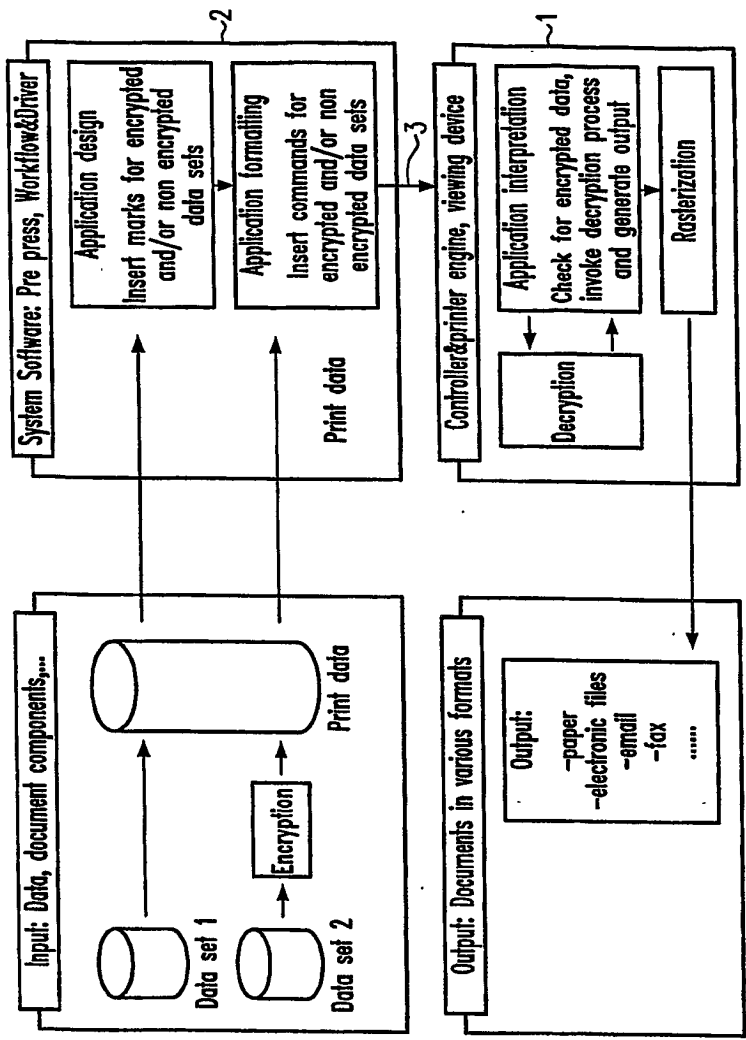 Input: Data, document components,...
Data set 1
Data set 2
Encryption
Print data
System Software: Pre press, Workflow&Driver
2
Application design
Insert marks for encrypted
and/or non encrypted
data sets
Application formatting
Insert commands for
encrypted and/or non
encrypted data sets
Print data
3
Output: Documents in various formats
Output:
-paper
-electronic files
-email
-fax
......
Controller&printer engine, viewing device
1
Decryption
Application interpretation
Check for encrypted data,
invoke decryption process
and generate output
Rasterization